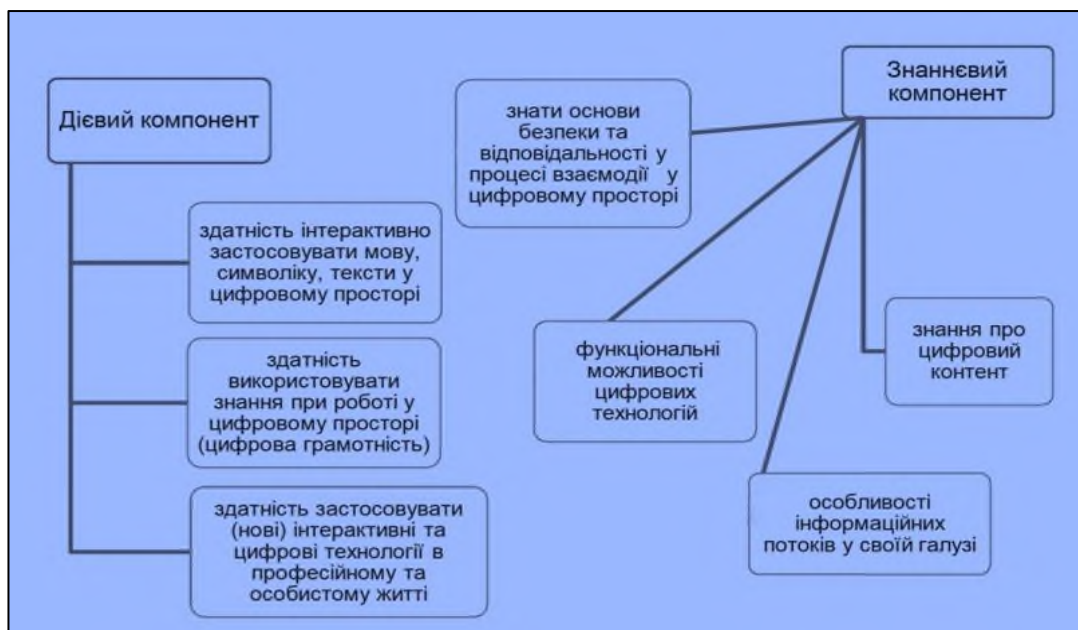 Дієвий компонент
здатність інтерактивно
застосовувати мову,
символіку, тексти у
цифровому просторі
здатність
використовувати
знання при роботі у
цифровому просторі
(цифрова грамотність)
здатність застосовувати
(нові) інтерактивні та
цифрові технології в
професійному та
особистому житті
Знаннєвий
компонент
знати основи
безпеки та
відповідальності у
процесі взаємодії у
цифровому просторі
функціональні
можливості
цифрових
технологій
особливості
інформаційних
потоків у своїй галузі
знання про
цифровий
контент